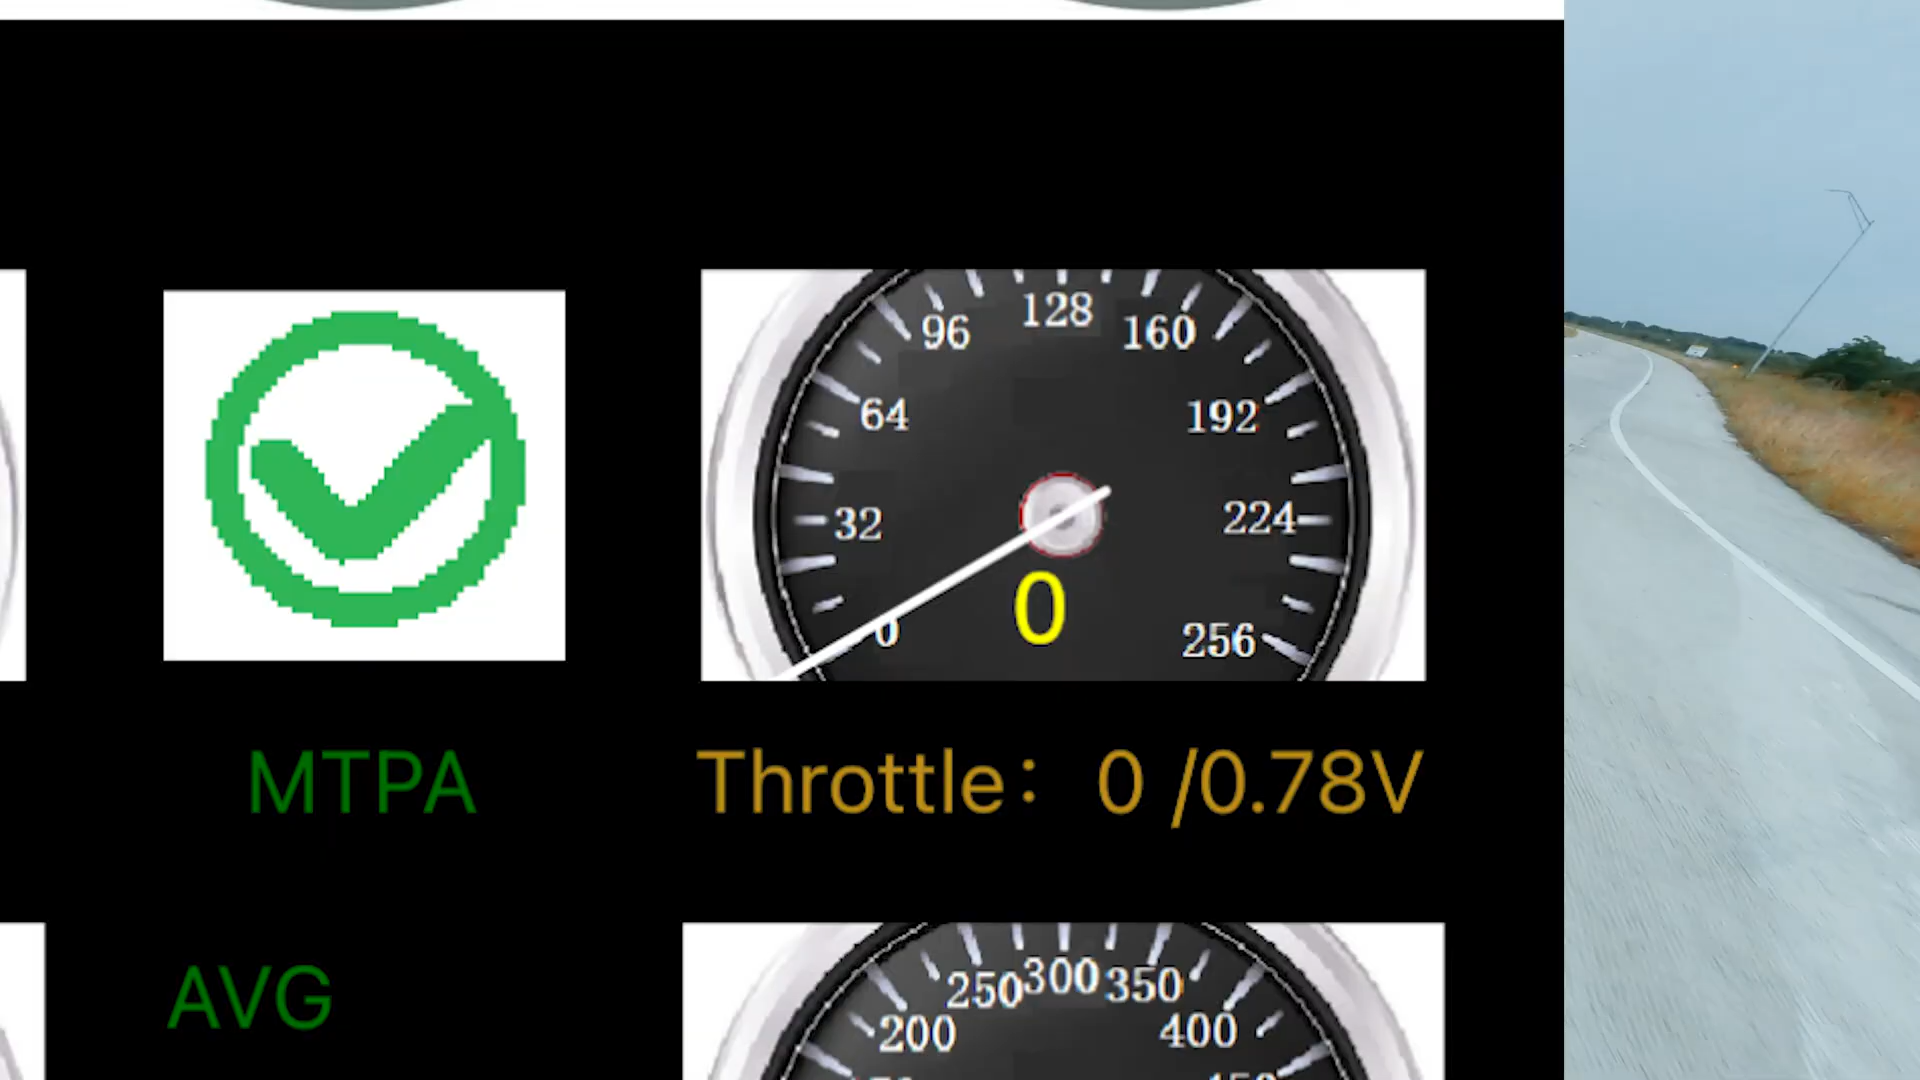 128
96 160
64 192
32 224
0 0 256
MTPA Throttle： 0 /0.78V
AVG
250 300 350
200 400